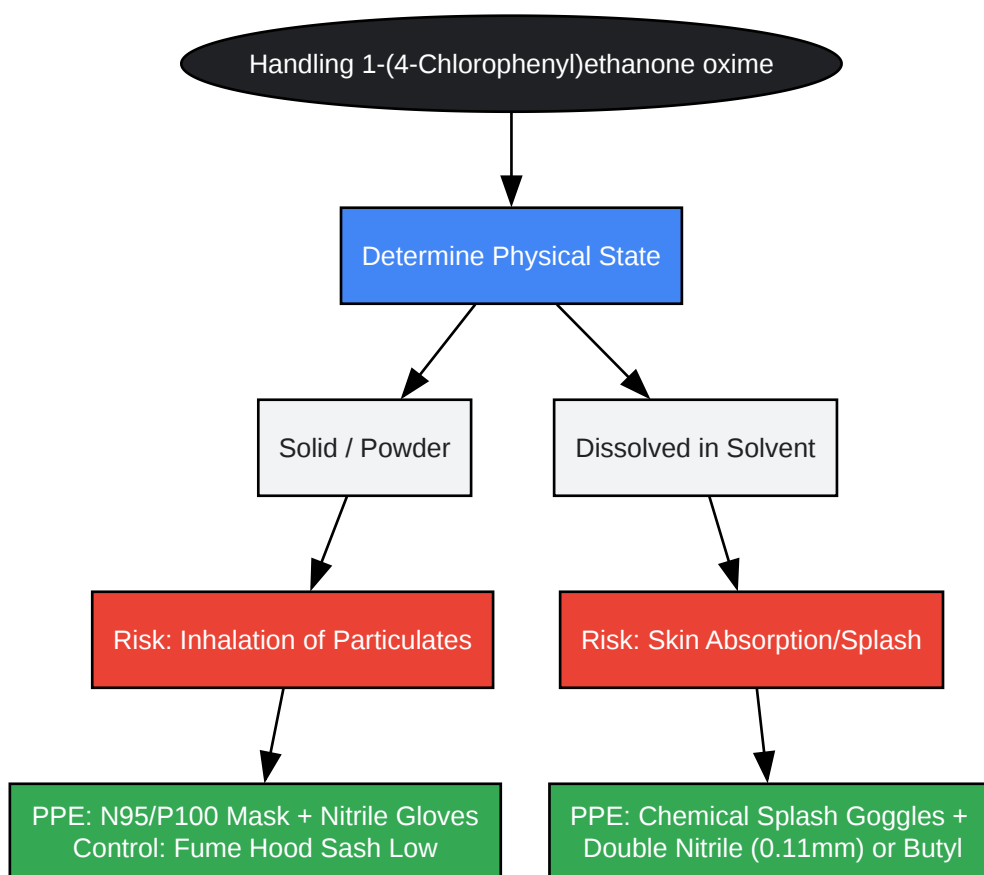 Handling 1-(4-Chlorophenyl)ethanone oxime
Determine Physical State
Solid / Powder
Dissolved in Solvent
Risk: Inhalation of Particulates
Risk: Skin Absorption/Splash
PPE: N95/P100 Mask + Nitrile Gloves
Control: Fume Hood Sash Low
PPE: Chemical Splash Goggles +
Double Nitrile (0.11mm) or Butyl